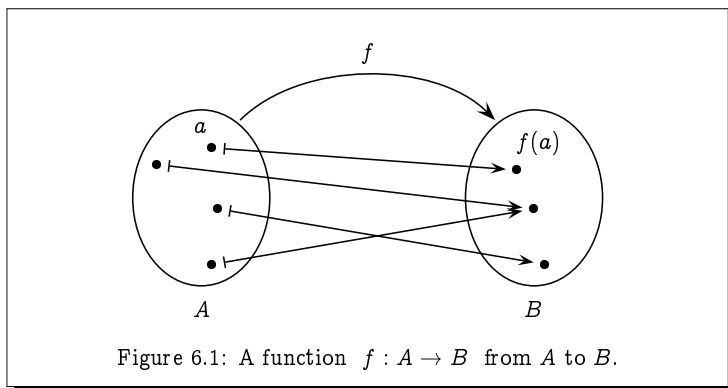 f
a
f(a)
A
B
Figure 6.1: A function f : A → B from A to B.